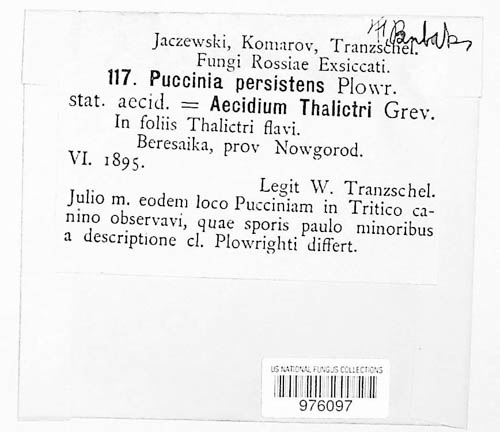 Jaczewski, Komarov, Tranzschel.
Fungi Rossiae Exsiccati.
117. Puccinia persistens Plowr.
stat. aecid. = Aecidium Thalictri Grev.
In foliis Thalictri flavi.
Beresaika, prov Nowgorod.
VI. 1895.
Legit W. Tranzschel.
Julio m. eodem loco Pucciniam in Tritico ca-
nino observavi, quae sporis paulo minoribus
a descriptione cl. Plowrighti differt.
US NATIONAL FUNGUS COLLECTIONS
976097